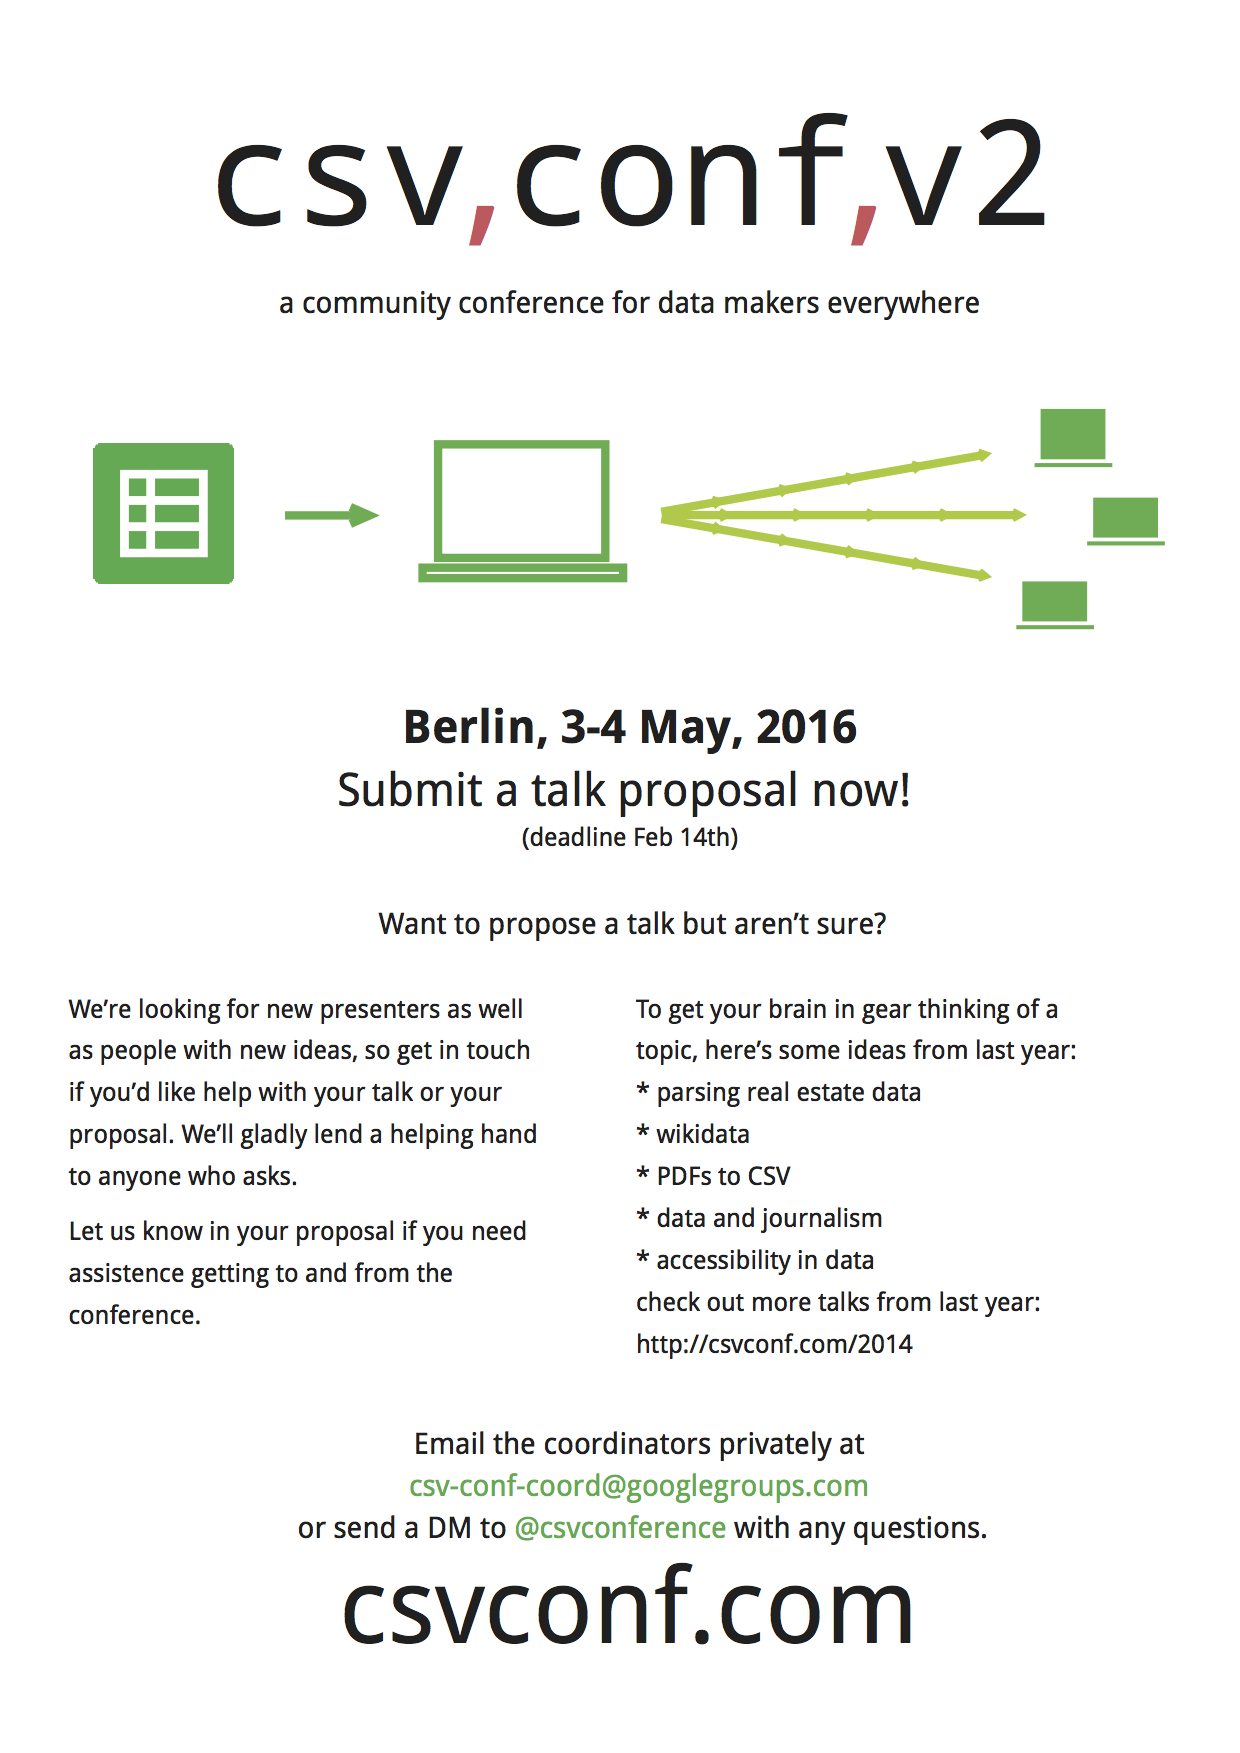 csv,conf,v2
a community conference for data makers everywhere
Berlin, 3-4 May, 2016
Submit a talk proposal now!
(deadline Feb 14th)
Want to propose a talk but aren’t sure?
We’re looking for new presenters as well
as people with new ideas, so get in touch
if you’d like help with your talk or your
proposal. We’ll gladly lend a helping hand
to anyone who asks.
Let us know in your proposal if you need
assistence getting to and from the
conference.
To get your brain in gear thinking of a
topic, here’s some ideas from last year:
* parsing real estate data
* wikidata
* PDFs to CSV
* data and journalism
* accessibility in data
check out more talks from last year:
http://csvconf.com/2014
Email the coordinators privately at
csv-conf-coord@googlegroups.com
or send a DM to @csvconference with any questions.
csvconf.com